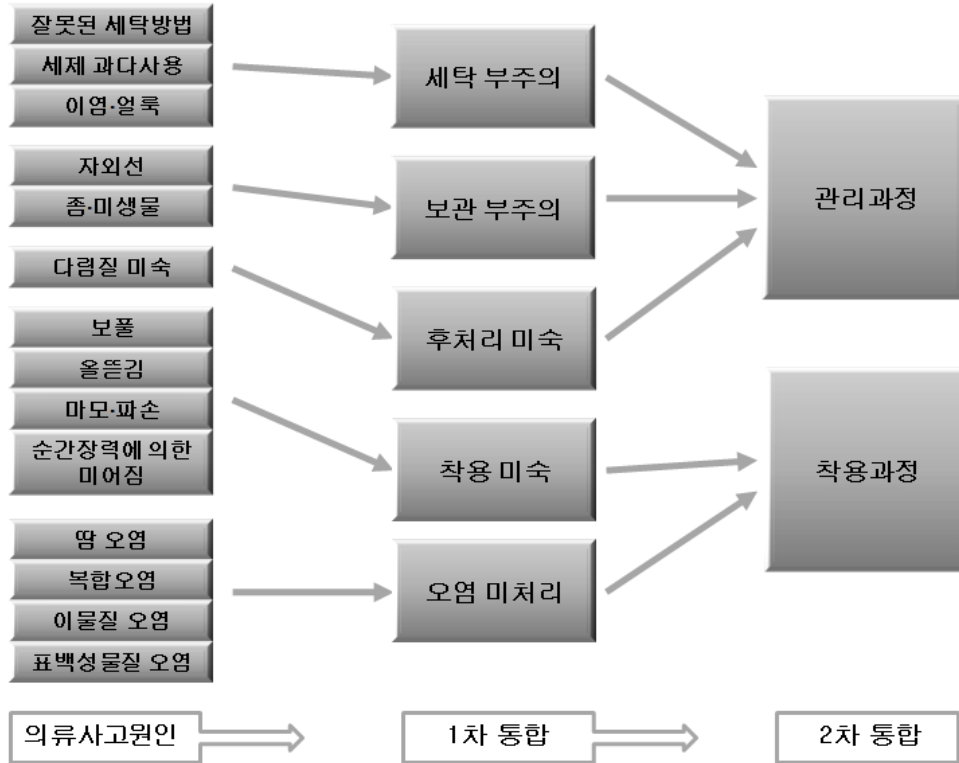 잘못된 세탁방법
세제 과다사용
이염·얼룩
자외선
좀·미생물
다림질 미숙
보풀
올뜯김
마모·파손
순간장력에 의한
미어짐
땀 오염
복합오염
이물질 오염
표백성물질 오염
세탁 부주의
보관 부주의
후처리 미숙
착용 미숙
오염 미처리
관리과정
착용과정
의류사고원인
1차 통합
2차 통합